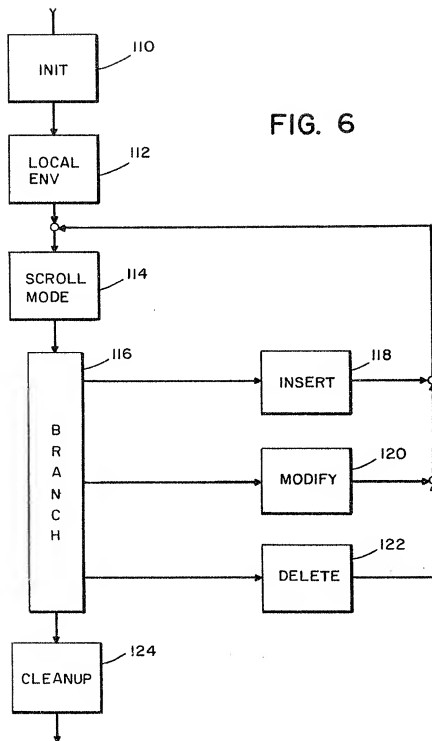 110
INIT
FIG. 6
112
LOCAL
ENV
114
SCROLL
MODE
116
118
B
R
A
N
C
H
INSERT
120
MODIFY
122
DELETE
124
CLEANUP